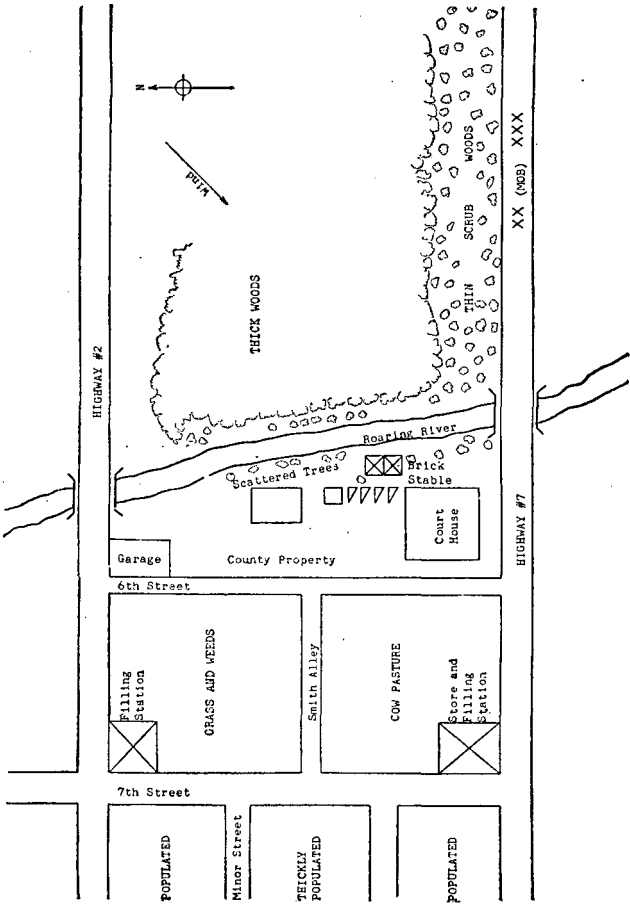 N
Wind
HIGHWAY #2
THICK WOODS
THIN SCRUB WOODS
XX (MOB) XXX
Roaring River
Scattered Trees
Brick
Stable
Court
House
HIGHWAY #7
Garage
County Property
6th Street
Filling
Station
GRASS AND WEEDS
Smith Alley
COW PASTURE
Store and
Filling
Station
7th Street
POPULATED
Minor Street
THICKLY
POPULATED
POPULATED